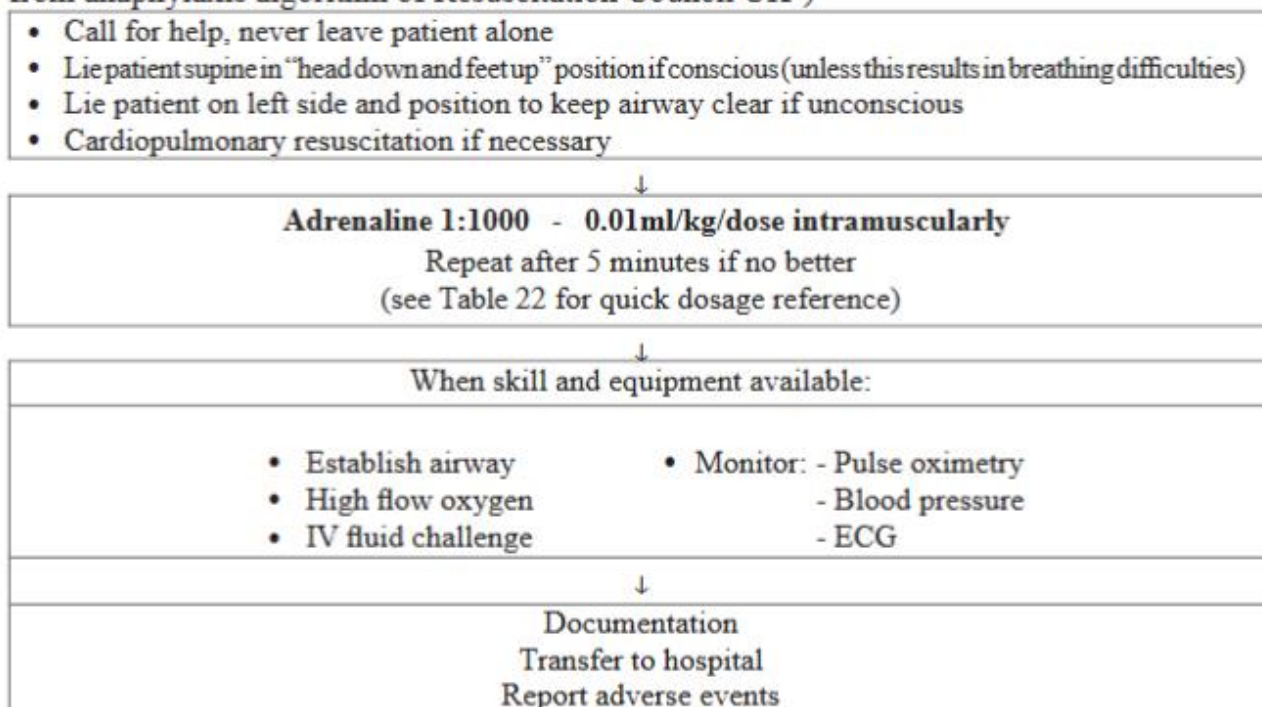 • Call for help, never leave patient alone
• Lie patient supine in “head down and feet up” position if conscious (unless this results in breathing difficulties)
• Lie patient on left side and position to keep airway clear if unconscious
• Cardiopulmonary resuscitation if necessary
↓
Adrenaline 1:1000 - 0.01ml/kg/dose intramuscularly
Repeat after 5 minutes if no better
(see Table 22 for quick dosage reference)
↓
When skill and equipment available:
• Establish airway
• High flow oxygen
• IV fluid challenge
• Monitor: - Pulse oximetry
- Blood pressure
- ECG
↓
Documentation
Transfer to hospital
Report adverse events